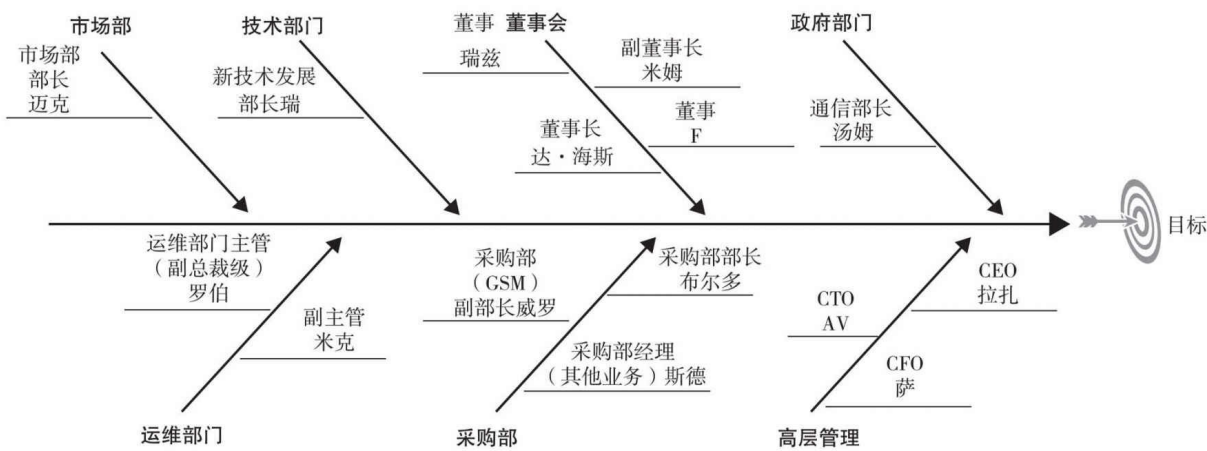 市场部
技术部门
董事 董事会
政府部门
市场部
部长
迈克
新技术发展
部长瑞
瑞兹
副董事长
米姆
董事长
达·海斯
董事
F
通信部长
汤姆
目标
运维部门主管
（副总裁级）
罗伯
副主管
米克
采购部
（GSM）
副部长威罗
采购部部长
布尔多
采购部经理
（其他业务）斯德
CTO
AV
CEO
拉扎
CFO
萨
运维部门
采购部
高层管理